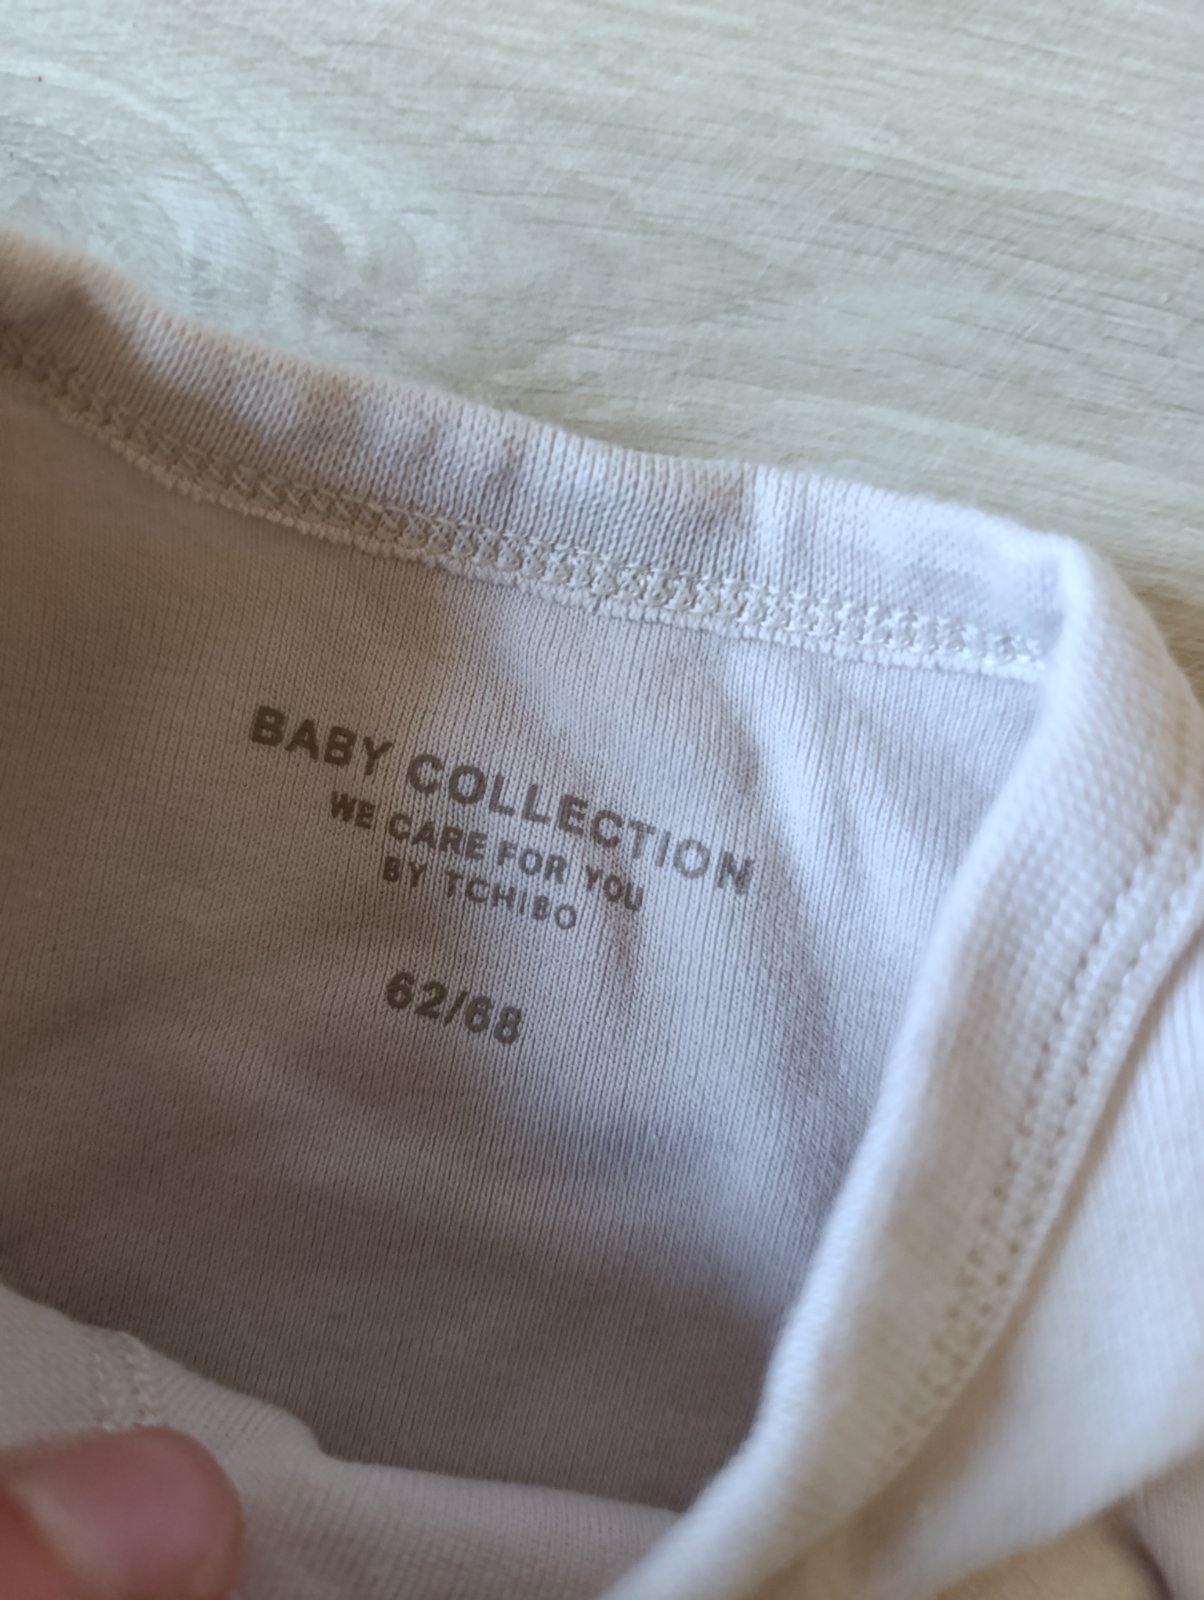 BABY COLLECTION
WE CARE FOR YOU
BY TCHIBO
62/68